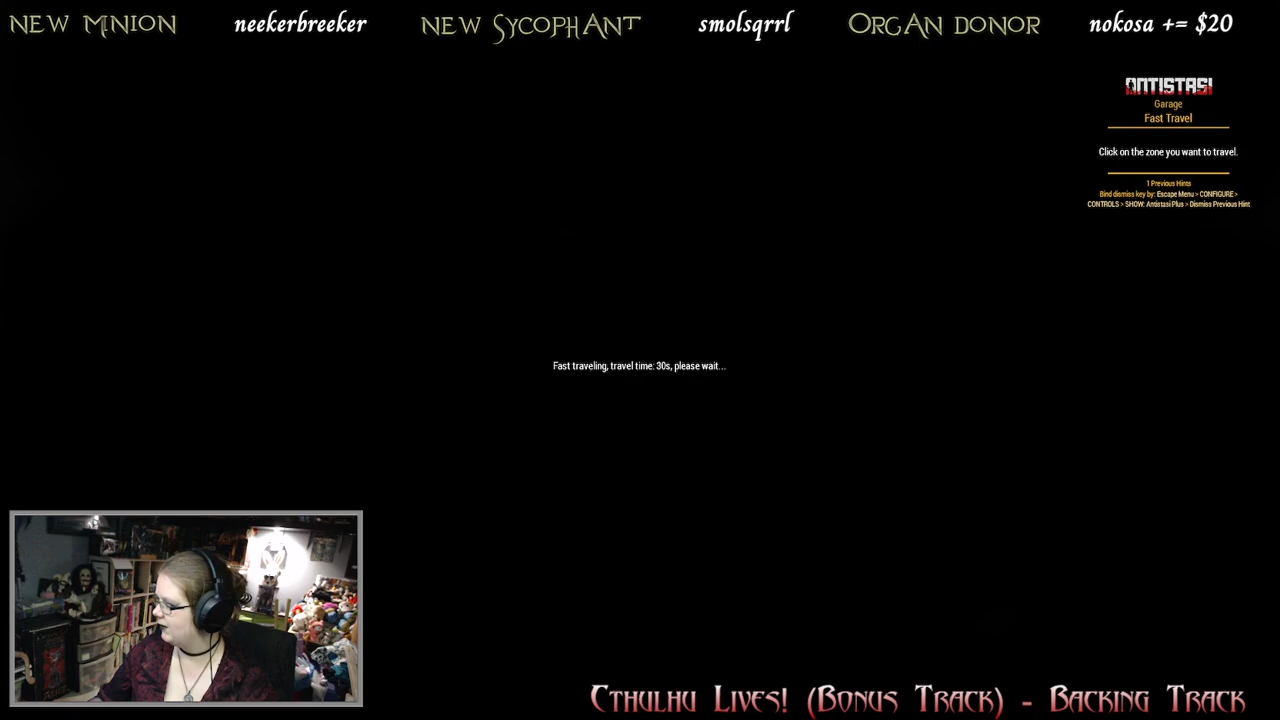 NEW MINION neekerbreeker NEW SYCOPHANT smolsqrrl ORGAN DONOR nokosa += $20
ANTISTASI
Garage
Fast Travel
Click on the zone you want to travel.
1 Previous Hints
Bind dismiss key by: Escape Menu > CONFIGURE >
CONTROLS > SHOW: Antistasi Plus > Dismiss Previous Hint
Fast traveling, travel time: 30s, please wait...
CTHULHU LIVES! (BONUS TRACK) - BACKING TRACK